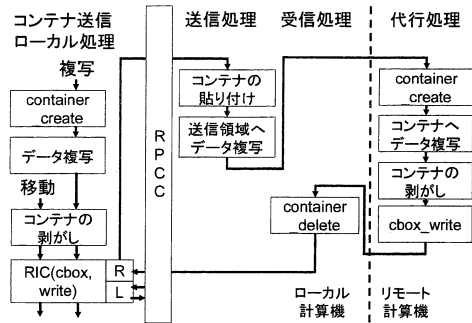 コンテナ送信
ローカル処理
複写
container
_create
データ複写
移動
コンテナの
剥がし
RIC(cbox,
write)
R
L
RPCC
送信処理
コンテナの
貼り付け
送信領域へ
データ複写
受信処理
container
_delete
ローカル
計算機
代行処理
container
_create
コンテナへ
データ複写
コンテナの
剥がし
cbox_write
リモート
計算機